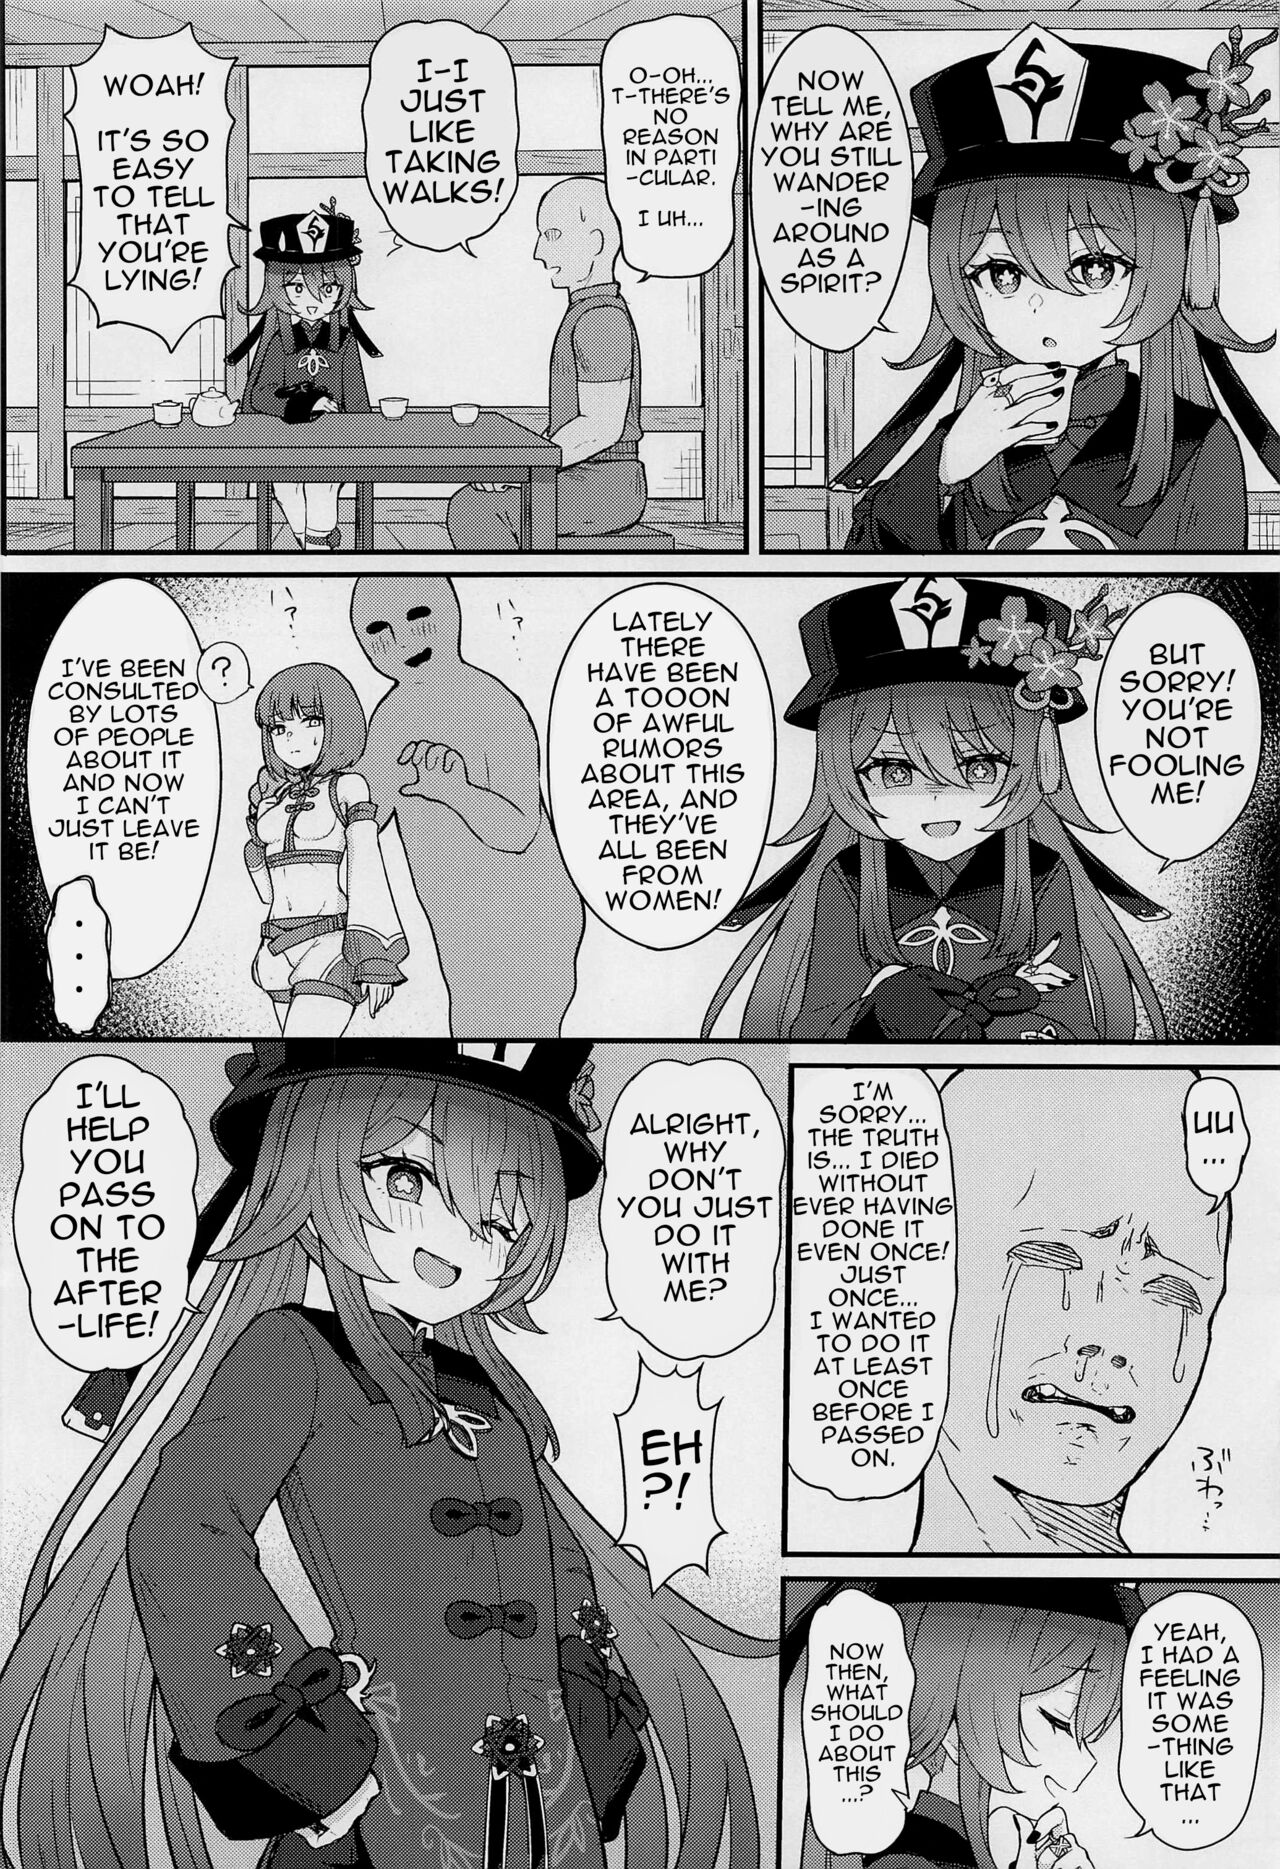 NOW
TELL ME,
WHY ARE
YOU STILL
WANDER
-ING
AROUND
AS A
SPIRIT?
O-OH...
T-THERE'S
NO
REASON
IN PARTI
-CULAR.
I UH...
I-I
JUST
LIKE
TAKING
WALKS!
WOAH!
IT'S SO
EASY
TO TELL
THAT
YOU'RE
LYING!
BUT
SORRY!
YOU'RE
NOT
FOOLING
ME!
LATELY
THERE
HAVE BEEN
A TOOON
OF AWFUL
RUMORS
ABOUT THIS
AREA, AND
THEY'VE
ALL BEEN
FROM
WOMEN!
?
?
?
I'VE BEEN
CONSULTED
BY LOTS
OF PEOPLE
ABOUT IT
AND NOW
I CAN'T
JUST LEAVE
IT BE!
...
UU
...
I'M
SORRY...
THE TRUTH
IS... I DIED
WITHOUT
EVER HAVING
DONE IT
EVEN ONCE!
JUST
ONCE...
I WANTED
TO DO IT
AT LEAST
ONCE
BEFORE I
PASSED
ON.
ぶわっ…
YEAH,
I HAD A
FEELING
IT WAS
SOME
-THING
LIKE
THAT
...
NOW
THEN,
WHAT
SHOULD
I DO
ABOUT
THIS
...?
ALRIGHT,
WHY
DON'T
YOU JUST
DO IT
WITH
ME?
EH
?!
I'LL
HELP
YOU
PASS
ON TO
THE
AFTER
-LIFE!